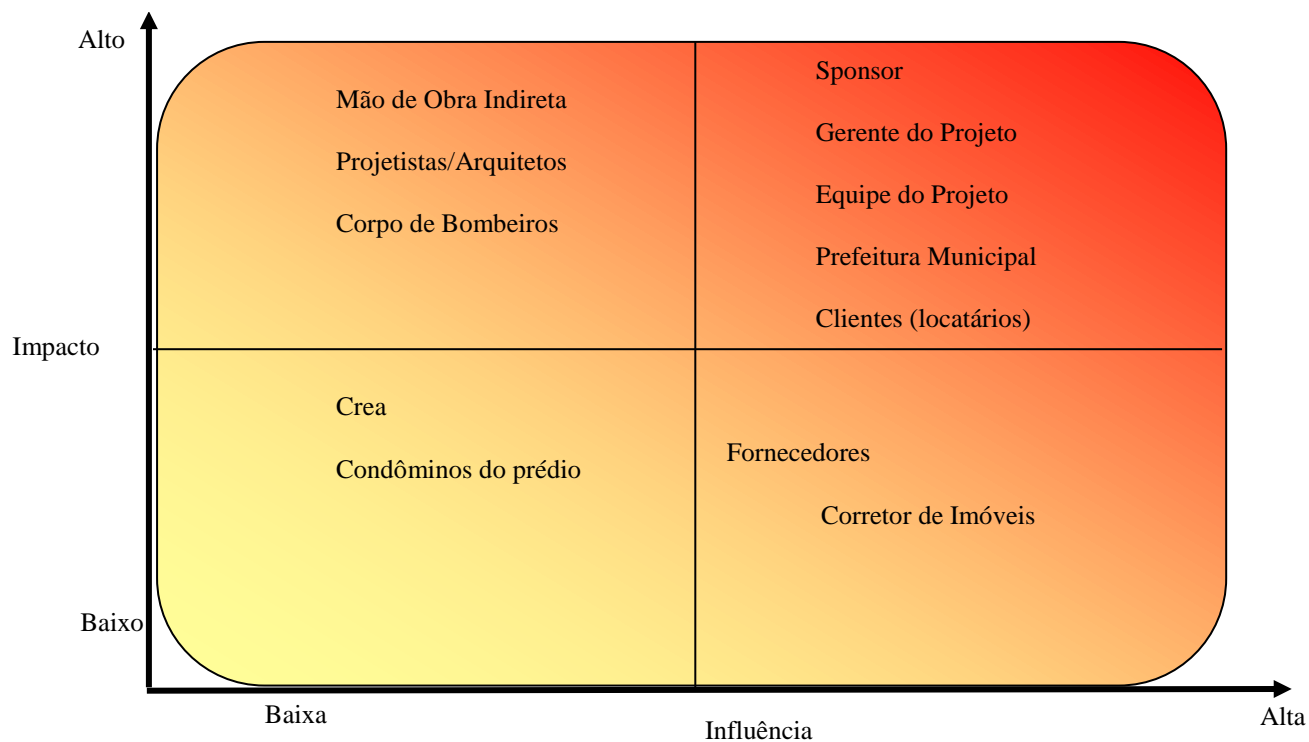 Alto
Mão de Obra Indireta
Projetistas/Arquitetos
Corpo de Bombeiros
Sponsor
Gerente do Projeto
Equipe do Projeto
Prefeitura Municipal
Clientes (locatários)
Impacto
Crea
Condôminos do prédio
Fornecedores
Corretor de Imóveis
Baixo
Baixa
Influência
Alta